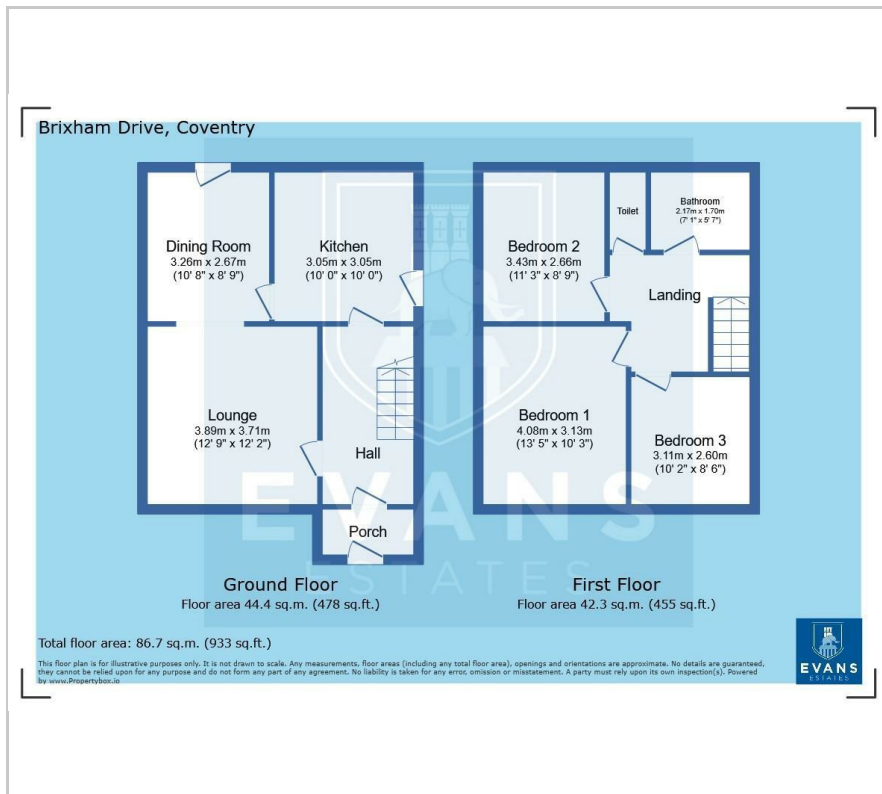 Brixham Drive, Coventry
Dining Room
3.26m x 2.67m
(10' 8" x 8' 9")
Kitchen
3.05m x 3.05m
(10' 0" x 10' 0")
Lounge
3.89m x 3.71m
(12' 9" x 12' 2")
Hall
Porch
Ground Floor
Floor area 44.4 sq.m. (478 sq.ft.)
Bedroom 2
3.43m x 2.66m
(11' 3" x 8' 9")
Toilet
Bathroom
2.17m x 1.70m
(7' 1" x 5' 7")
Landing
Bedroom 1
4.08m x 3.13m
(13' 5" x 10' 3")
Bedroom 3
3.11m x 2.60m
(10' 2" x 8' 6")
First Floor
Floor area 42.3 sq.m. (455 sq.ft.)
EVANS
ESTATES
Total floor area: 86.7 sq.m. (933 sq.ft.)
This floor plan is for illustrative purposes only. It is not drawn to scale. Any measurements, floor areas (including any total floor area), openings and orientations are approximate. No details are guaranteed,
they cannot be relied upon for any purpose and do not form any part of any agreement. No liability is taken for any error, omission or misstatement. A party must rely upon its own inspection(s). Powered
by www.Propertybox.io
EVANS
ESTATES